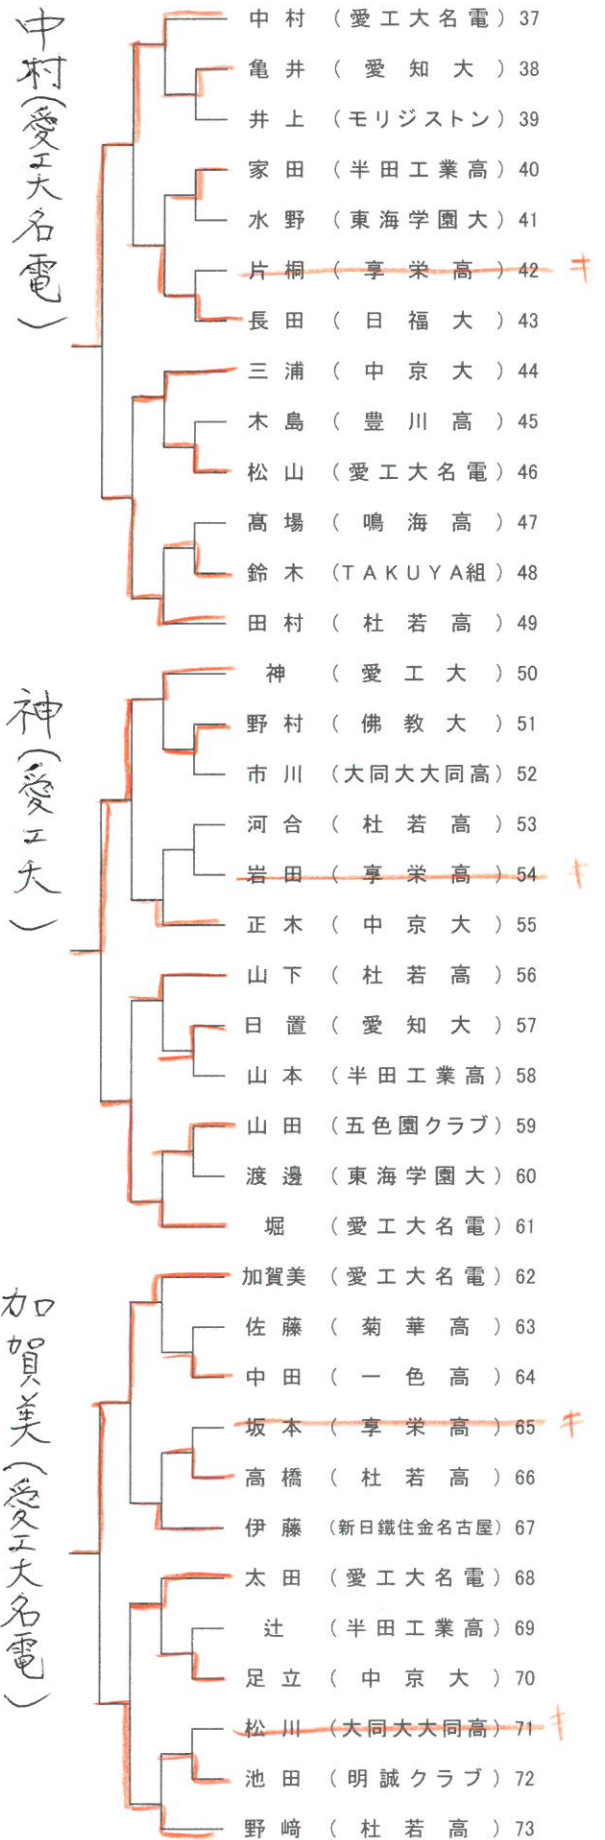 中村(愛工大名電)
中村 (愛工大名電) 37
亀井 (愛知大) 38
井上 (モリジストン) 39
家田 (半田工業高) 40
水野 (東海学園大) 41
片桐 (享栄高) 42 キ
長田 (日福大) 43
三浦 (中京大) 44
木島 (豊川高) 45
松山 (愛工大名電) 46
髙場 (鳴海高) 47
鈴木 (TAKUYA組) 48
田村 (杜若高) 49
神(愛工大)
神 (愛工大) 50
野村 (佛教大) 51
市川 (大同大大同高) 52
河合 (杜若高) 53
岩田 (享栄高) 54 キ
正木 (中京大) 55
山下 (杜若高) 56
日置 (愛知大) 57
山本 (半田工業高) 58
山田 (五色園クラブ) 59
渡邊 (東海学園大) 60
堀 (愛工大名電) 61
加賀美(愛工大名電)
加賀美 (愛工大名電) 62
佐藤 (菊華高) 63
中田 (一色高) 64
坂本 (享栄高) 65 キ
高橋 (杜若高) 66
伊藤 (新日鐵住金名古屋) 67
太田 (愛工大名電) 68
辻 (半田工業高) 69
足立 (中京大) 70
松川 (大同大大同高) 71 キ
池田 (明誠クラブ) 72
野﨑 (杜若高) 73